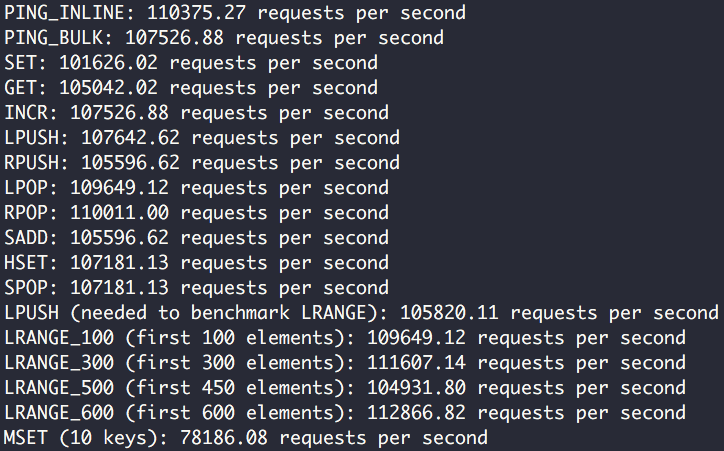 PING_INLINE: 110375.27 requests per second
PING_BULK: 107526.88 requests per second
SET: 101626.02 requests per second
GET: 105042.02 requests per second
INCR: 107526.88 requests per second
LPUSH: 107642.62 requests per second
RPUSH: 105596.62 requests per second
LPOP: 109649.12 requests per second
RPOP: 110011.00 requests per second
SADD: 105596.62 requests per second
HSET: 107181.13 requests per second
SPOP: 107181.13 requests per second
LPUSH (needed to benchmark LRANGE): 105820.11 requests per second
LRANGE_100 (first 100 elements): 109649.12 requests per second
LRANGE_300 (first 300 elements): 111607.14 requests per second
LRANGE_500 (first 450 elements): 104931.80 requests per second
LRANGE_600 (first 600 elements): 112866.82 requests per second
MSET (10 keys): 78186.08 requests per second